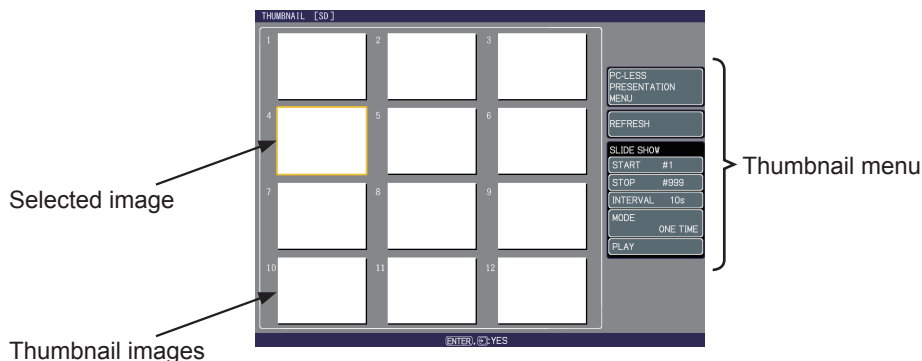 THUMBNAIL [SD]
1 2 3
4 5 6
7 8 9
10 11 12
PC-LESS
PRESENTATION
MENU
REFRESH
SLIDE SHOW
START #1
STOP #999
INTERVAL 10s
MODE
ONE TIME
PLAY
ENTER, :YES
Selected image
Thumbnail images
Thumbnail menu